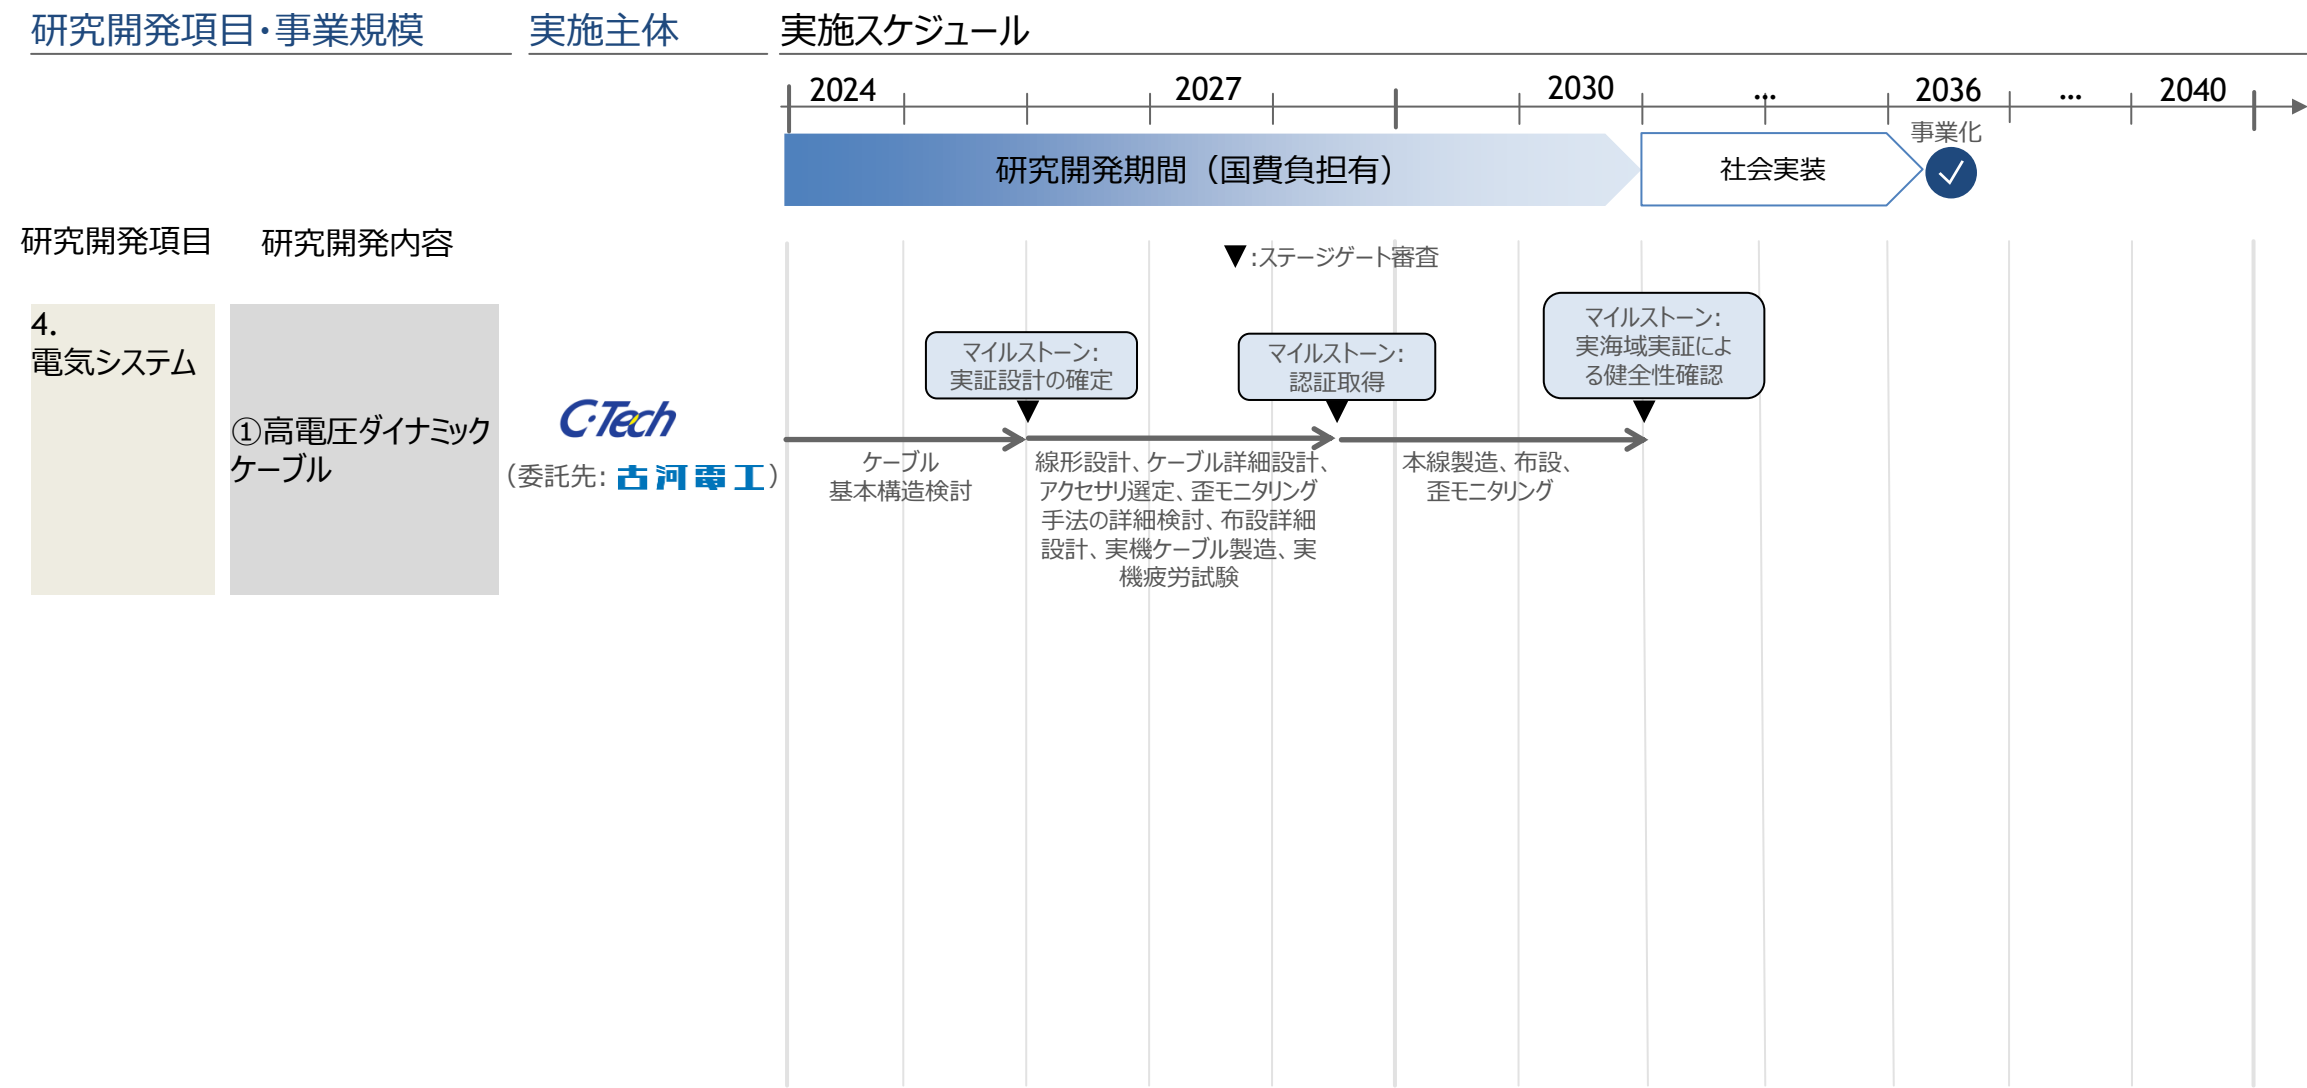 研究開発項目・事業規模
実施主体
実施スケジュール
2024
2027
2030
...
2036
...
2040
研究開発期間（国費負担有）
社会実装
事業化
研究開発項目
研究開発内容
▼:ステージゲート審査
4.
電気システム
①高電圧ダイナミック
ケーブル
C·Tech
（委託先: 古河電工）
マイルストーン:
実証設計の確定
マイルストーン:
認証取得
マイルストーン:
実海域実証によ
る健全性確認
ケーブル
基本構造検討
線形設計、ケーブル詳細設計、
アクセサリ選定、歪モニタリング
手法の詳細検討、布設詳細
設計、実機ケーブル製造、実
機疲労試験
本線製造、布設、
歪モニタリング